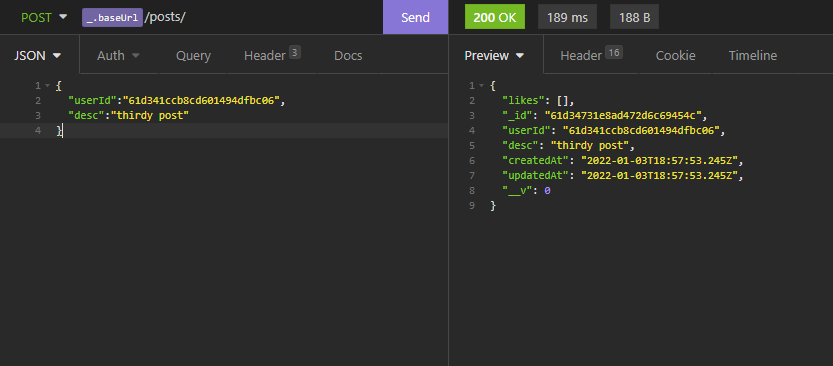 POST _.baseUrl /posts/ Send 200 OK 189 ms 188 B
JSON Auth Query Header 3 Docs Preview Header 16 Cookie Timeline
1 {
2 "userId":"61d341ccb8cd601494dfbc06",
3 "desc":"thirdy post"
4 }
1 {
2 "likes": [],
3 "_id": "61d34731e8ad472d6c69454c",
4 "userId": "61d341ccb8cd601494dfbc06",
5 "desc": "thirdy post",
6 "createdAt": "2022-01-03T18:57:53.245Z",
7 "updatedAt": "2022-01-03T18:57:53.245Z",
8 "__v": 0
9 }